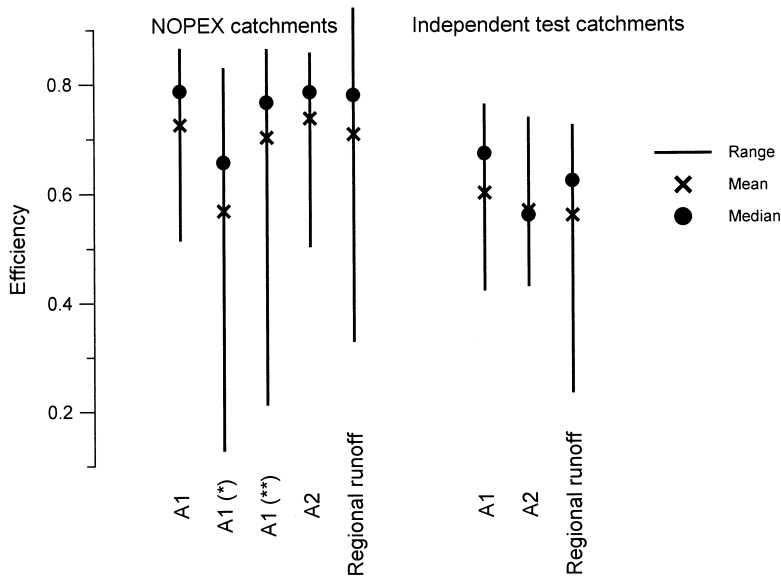 NOPEX catchments
Independent test catchments
0.8
0.6
0.4
0.2
Efficiency
Range
Mean
Median
A1
A1 (*)
A1 (**)
A2
Regional runoff
A1
A2
Regional runoff